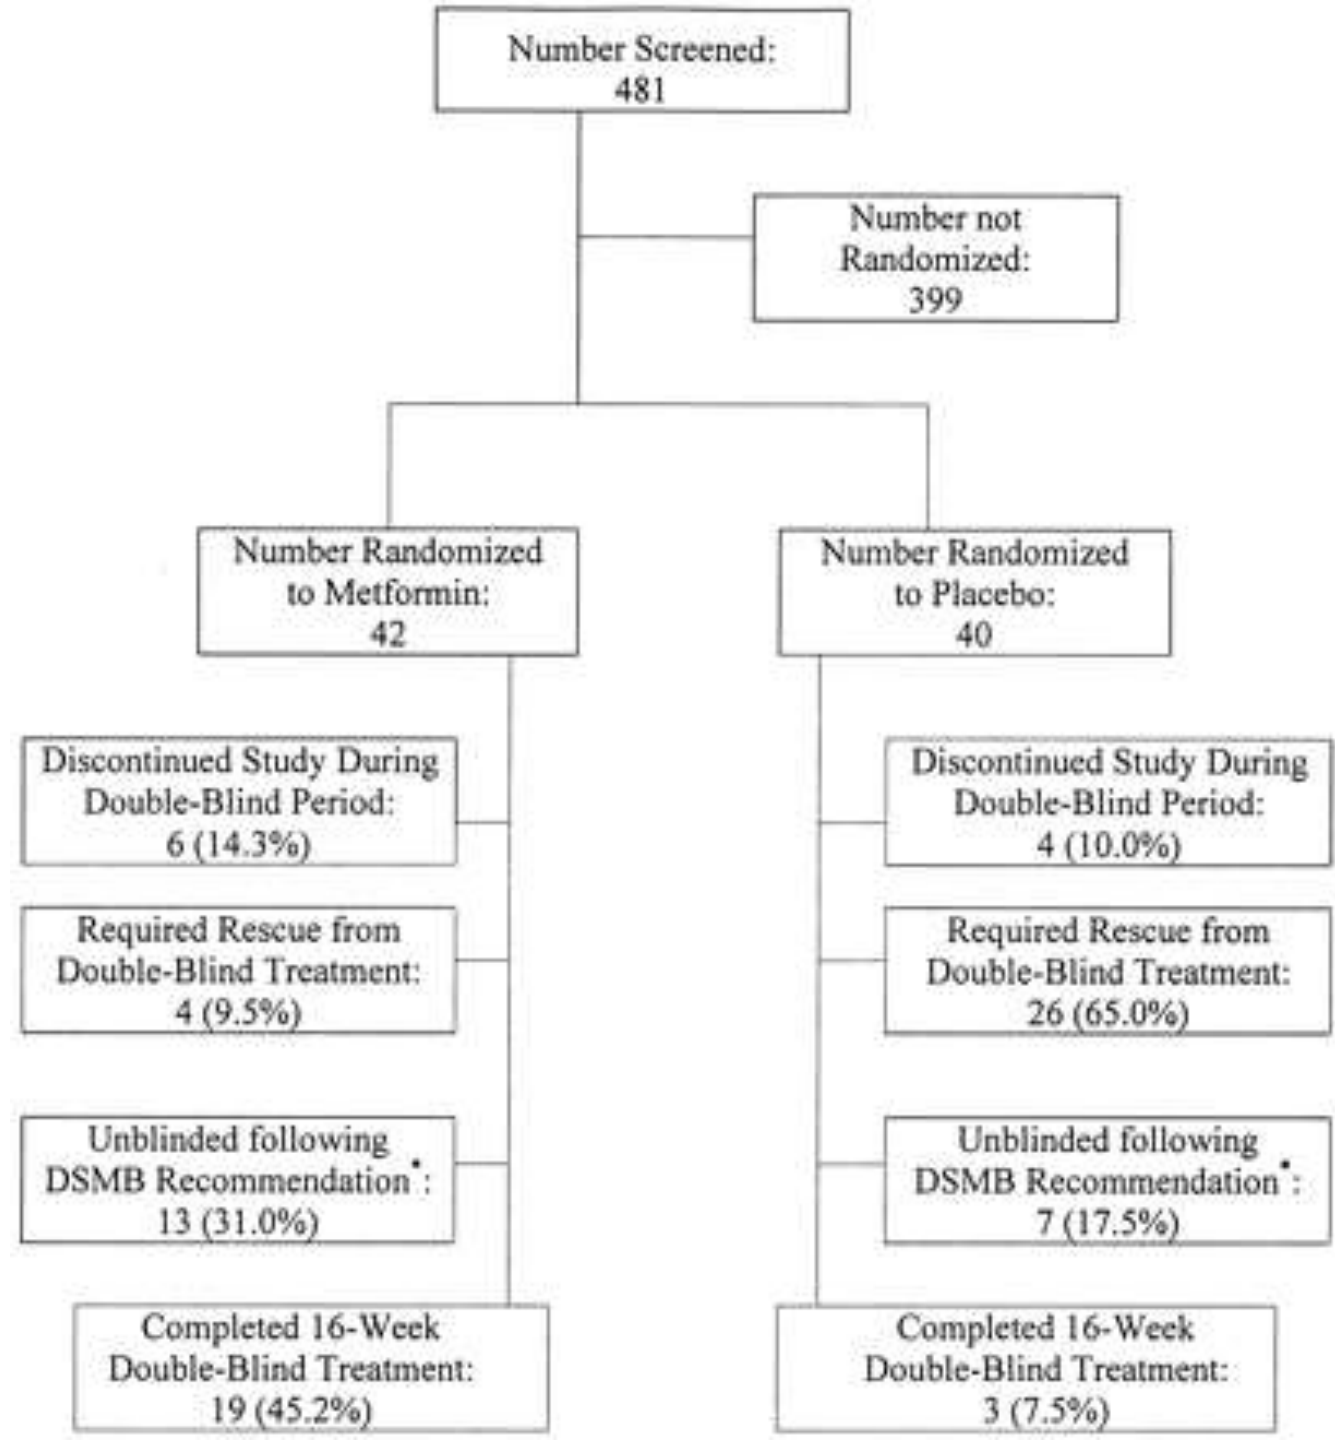 Number Screened:
481
Number not
Randomized:
399
Number Randomized
to Metformin:
42
Number Randomized
to Placebo:
40
Discontinued Study During
Double-Blind Period:
6 (14.3%)
Discontinued Study During
Double-Blind Period:
4 (10.0%)
Required Rescue from
Double-Blind Treatment:
4 (9.5%)
Required Rescue from
Double-Blind Treatment:
26 (65.0%)
Unblinded following
DSMB Recommendation*:
13 (31.0%)
Unblinded following
DSMB Recommendation*:
7 (17.5%)
Completed 16-Week
Double-Blind Treatment:
19 (45.2%)
Completed 16-Week
Double-Blind Treatment:
3 (7.5%)